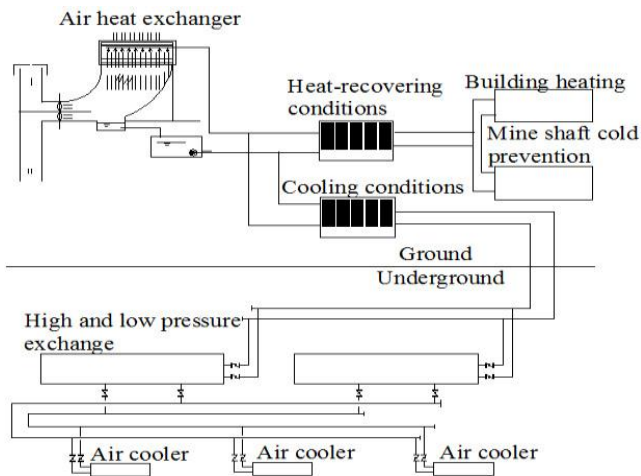 Air heat exchanger
Heat-recovering
conditions
Building heating
Mine shaft cold
prevention
Cooling conditions
Ground
Underground
High and low pressure
exchange
Air cooler
Air cooler
Air cooler